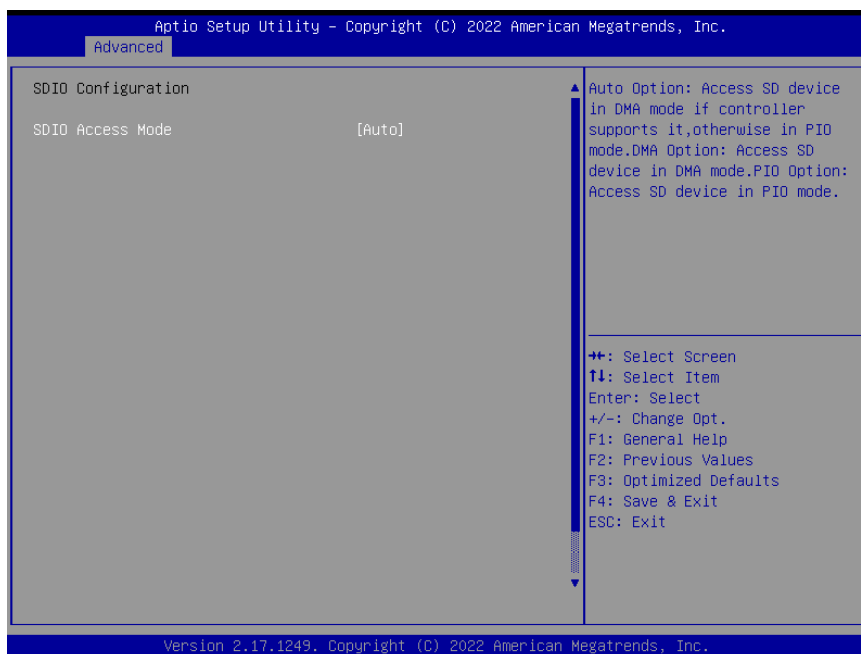 Aptio Setup Utility – Copyright (C) 2022 American Megatrends, Inc.
Advanced
SDIO Configuration
SDIO Access Mode [Auto]
Auto Option: Access SD device
in DMA mode if controller
supports it,otherwise in PIO
mode.DMA Option: Access SD
device in DMA mode.PIO Option:
Access SD device in PIO mode.
→←: Select Screen
↑↓: Select Item
Enter: Select
+/-: Change Opt.
F1: General Help
F2: Previous Values
F3: Optimized Defaults
F4: Save & Exit
ESC: Exit
Version 2.17.1249. Copyright (C) 2022 American Megatrends, Inc.